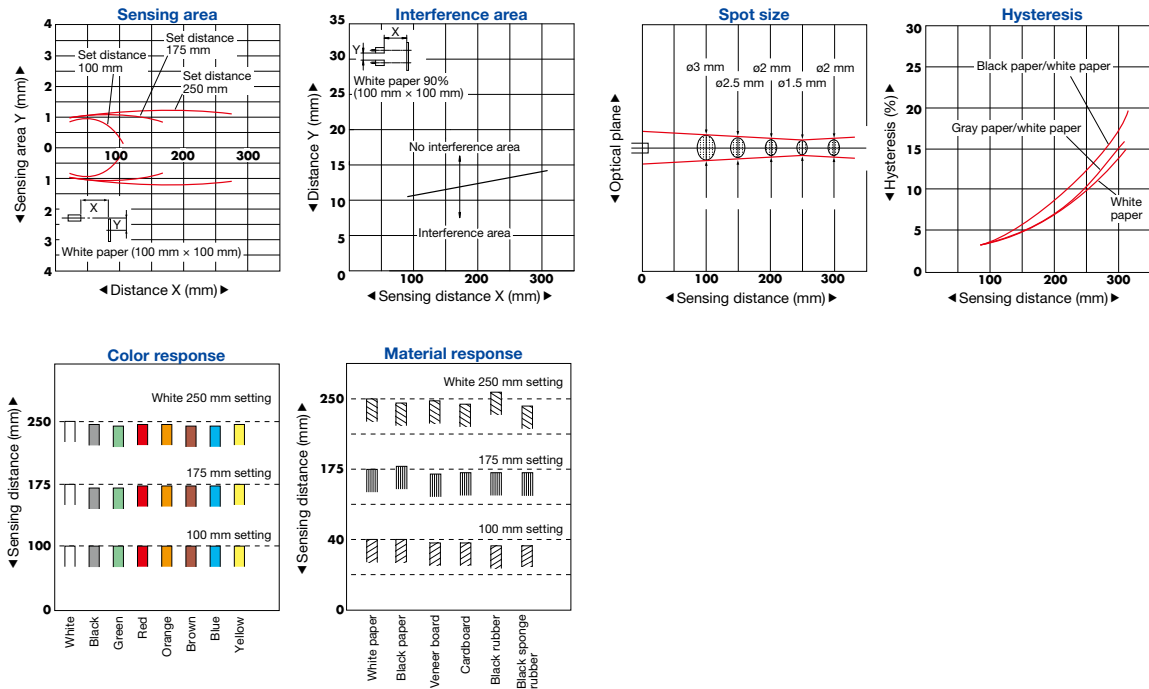 Sensing area
4
3
2
1
0
1
2
3
4
◄ Sensing area Y (mm) ►
Set distance
100 mm
Set distance
175 mm
Set distance
250 mm
100
200
300
X
Y
White paper (100 mm × 100 mm)
◄ Distance X (mm) ►
Interference area
35
30
25
20
15
10
5
0
◄ Distance Y (mm) ►
X
Y
White paper 90%
(100 mm × 100 mm)
No interference area
Interference area
100
200
300
◄ Sensing distance X (mm) ►
Spot size
◄ Optical plane ►
ø3 mm
ø2 mm
ø2 mm
ø2.5 mm
ø1.5 mm
0
100
200
300
◄ Sensing distance (mm) ►
Hysteresis
30
25
20
15
10
5
0
◄ Hysteresis (%) ►
Black paper/white paper
Gray paper/white paper
White
paper
100
200
300
◄ Sensing distance (mm) ►
Color response
◄ Sensing distance (mm) ►
White 250 mm setting
250
175 mm setting
175
100 mm setting
100
0
White
Black
Green
Red
Orange
Brown
Blue
Yellow
Material response
◄ Sensing distance (mm) ►
White 250 mm setting
250
175 mm setting
175
100 mm setting
40
0
White paper
Black paper
Veneer board
Cardboard
Black rubber
Black sponge
rubber